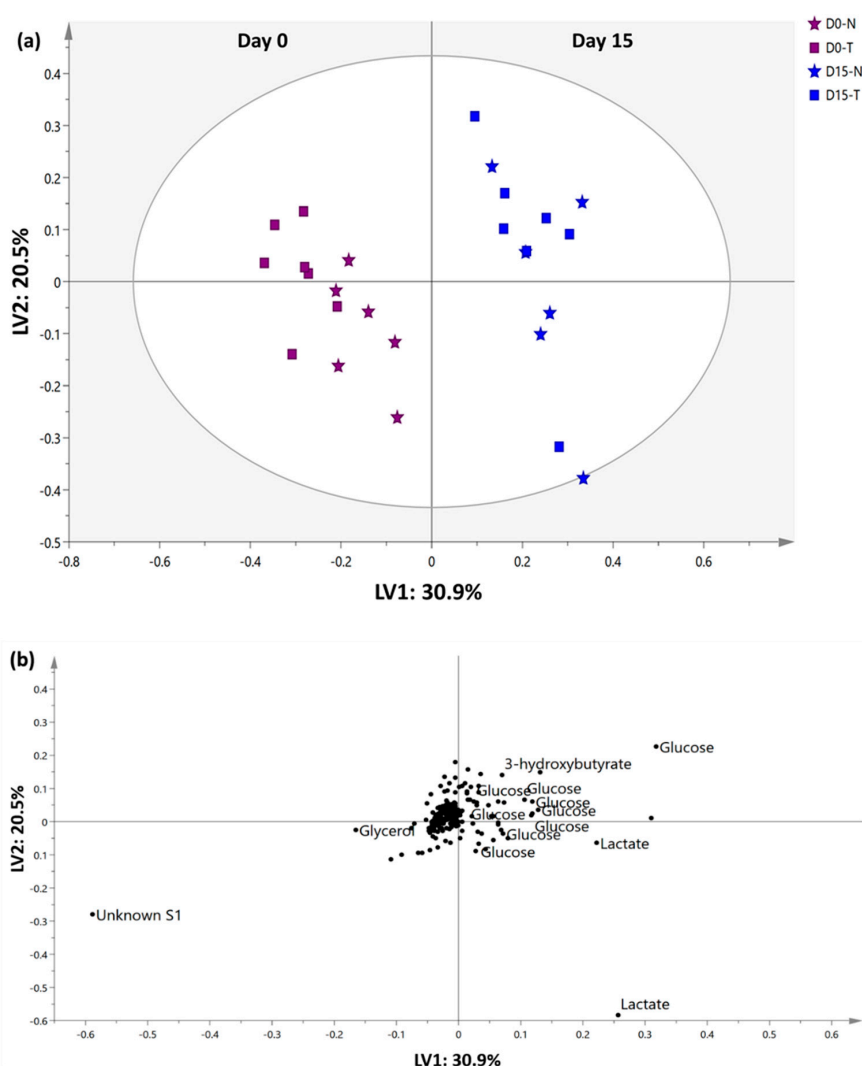 (a)
Day 0
Day 15
D0-N
D0-T
D15-N
D15-T
LV2: 20.5%
0.4
0.3
0.2
0.1
0
-0.1
-0.2
-0.3
-0.4
-0.5
-0.8 -0.6 -0.4 -0.2 0 0.2 0.4 0.6
LV1: 30.9%
(b)
LV2: 20.5%
0.4
0.3
0.2
0.1
0
0.1
-0.2
-0.3
-0.4
-0.5
-0.6
Glucose
3-hydroxybutyrate
Glucose
Glucose
Glucose
Glucose
Glucose
Glucose
Glycerol
Glucose
Lactate
Glucose
Unknown S1
Lactate
-0.6 -0.5 -0.4 -0.3 -0.2 -0.1 0 0.1 0.2 0.3 0.4 0.5 0.6
LV1: 30.9%